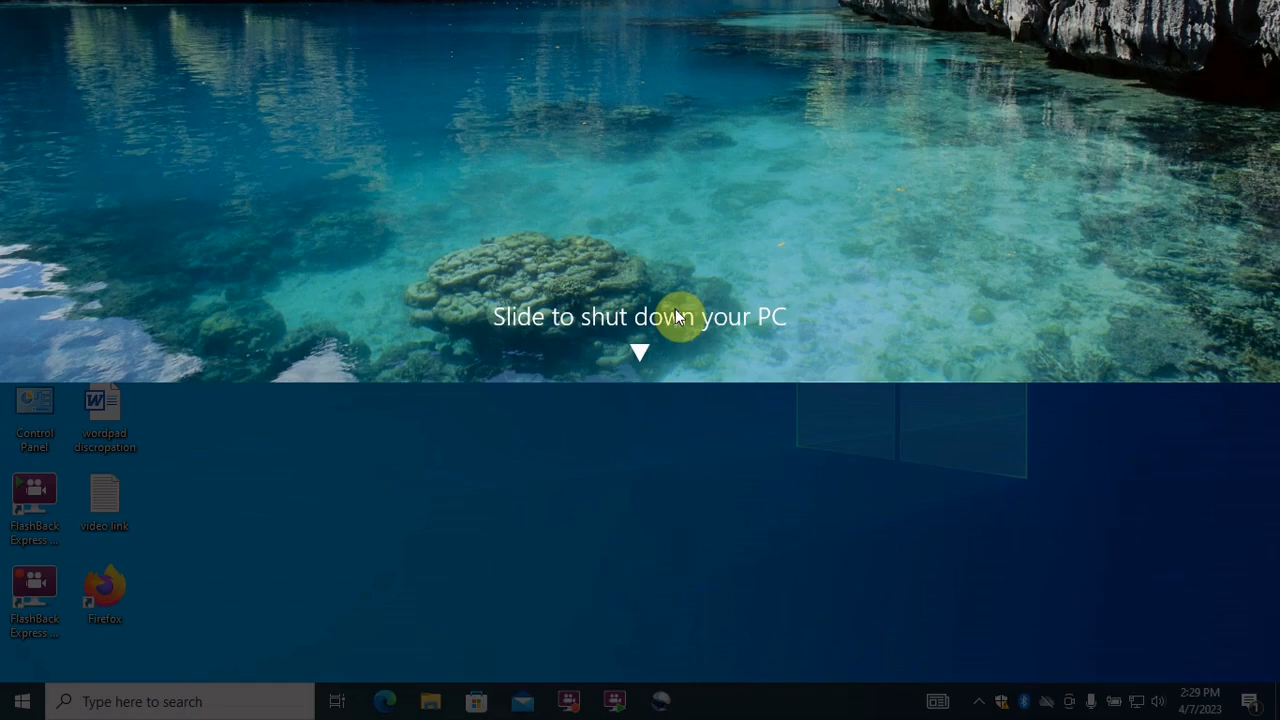 Slide to shut down your PC
Control
Panel
wordpad
discropation
FlashBack
Express ...
video link
FlashBack
Express ...
Firefox
Type here to search
2:29 PM
4/7/2023
1